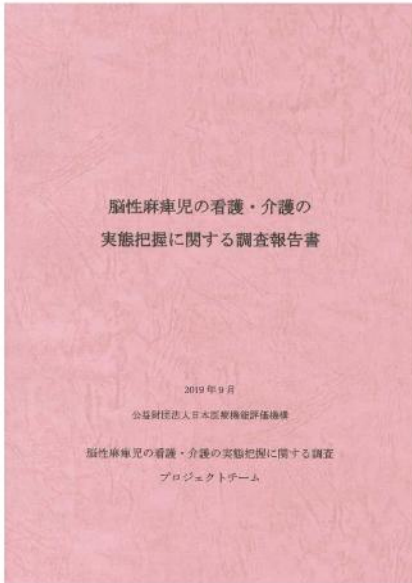 脳性麻痺児の看護・介護の
実態把握に関する調査報告書
2019年9月
公益財団法人日本医療機能評価機構
脳性麻痺児の看護・介護の実態把握に関する調査
プロジェクトチーム